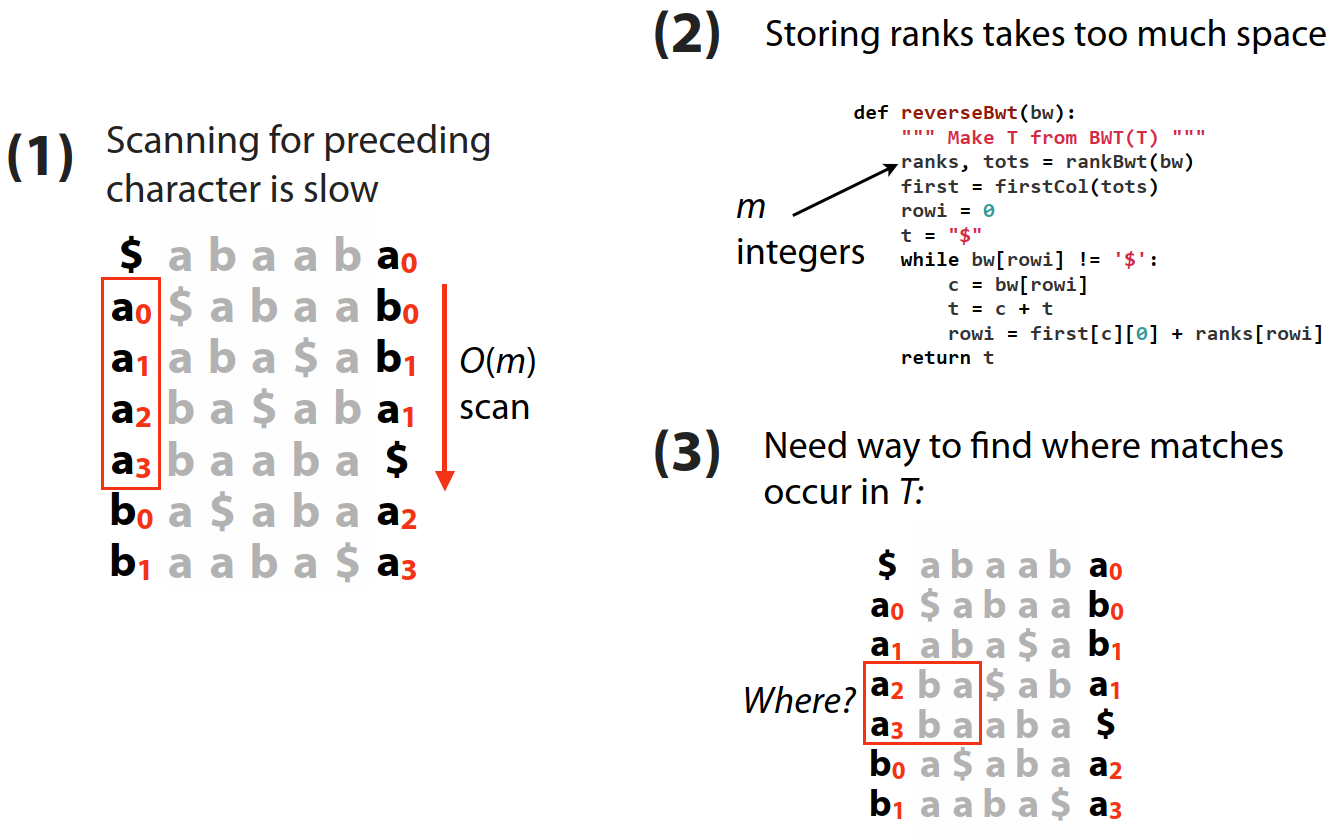 (1) Scanning for preceding
character is slow
$ a b a a b a0
a0 $ a b a a b0
a1 a b a $ a b1
a2 b a $ a b a1
a3 b a a b a $
b0 a $ a b a a2
b1 a a b a $ a3
O(m)
scan
(2) Storing ranks takes too much space
def reverseBwt(bw):
""" Make T from BWT(T) """
ranks, tots = rankBwt(bw)
first = firstCol(tots)
rowi = 0
t = "$"
while bw[rowi] != '$':
c = bw[rowi]
t = c + t
rowi = first[c][0] + ranks[rowi]
return t
m
integers
(3) Need way to find where matches
occur in T:
$ a b a a b a0
a0 $ a b a a b0
a1 a b a $ a b1
a2 b a $ a b a1
a3 b a a b a $
b0 a $ a b a a2
b1 a a b a $ a3
Where?